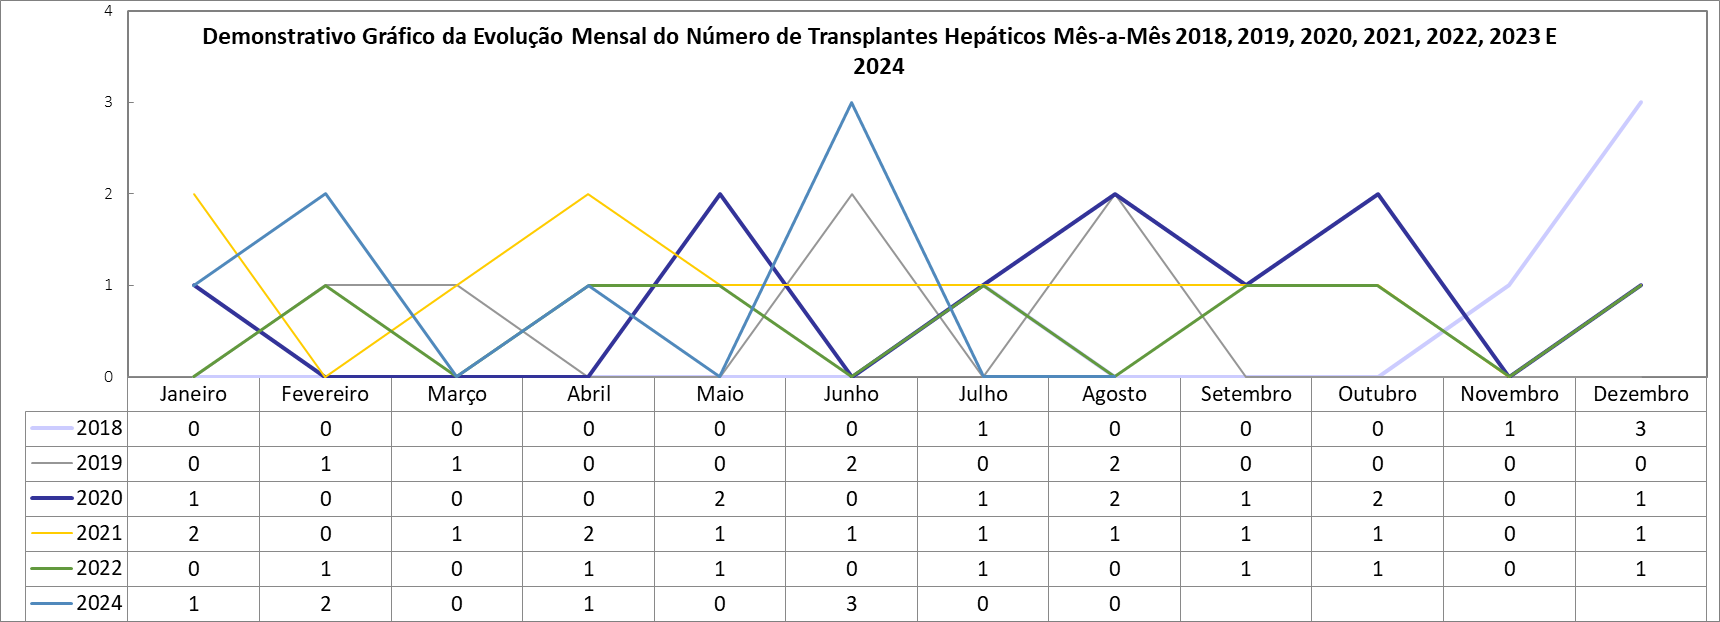 Demonstrativo Gráfico da Evolução Mensal do Número de Transplantes Hepáticos Mês-a-Mês 2018, 2019, 2020, 2021, 2022, 2023 E
2024
4
3
2
1
0
Janeiro Fevereiro Março Abril Maio Junho Julho Agosto Setembro Outubro Novembro Dezembro
2018 0 0 0 0 0 0 1 0 0 0 1 3
2019 0 1 1 0 0 2 0 2 0 0 0 0
2020 1 0 0 0 2 0 1 2 1 2 0 1
2021 2 0 1 2 1 1 1 1 1 1 0 1
2022 0 1 0 1 1 0 1 0 1 1 0 1
2024 1 2 0 1 0 3 0 0